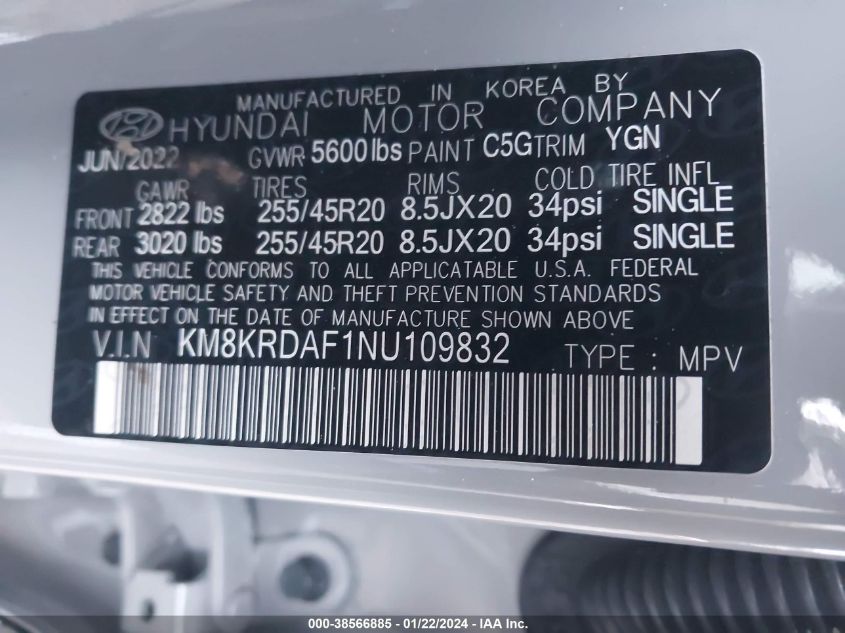 MANUFACTURED IN KOREA BY
HYUNDAI MOTOR COMPANY
JUN/2022 GVWR 5600lbs PAINT C5G TRIM YGN
GAWR TIRES RIMS COLD TIRE INFL
FRONT 2822 lbs 255/45R20 8.5JX20 34psi SINGLE
REAR 3020 lbs 255/45R20 8.5JX20 34psi SINGLE
THIS VEHICLE CONFORMS TO ALL APPLICATABLE U.S.A. FEDERAL
MOTOR VEHICLE SAFETY AND THEFT PREVENTION STANDARDS
IN EFFECT ON THE DATE OF MANUFACTURE SHOWN ABOVE
V.I.N KM8KRDAF1NU109832 TYPE : MPV
000-38566885 - 01/22/2024 - IAA Inc.